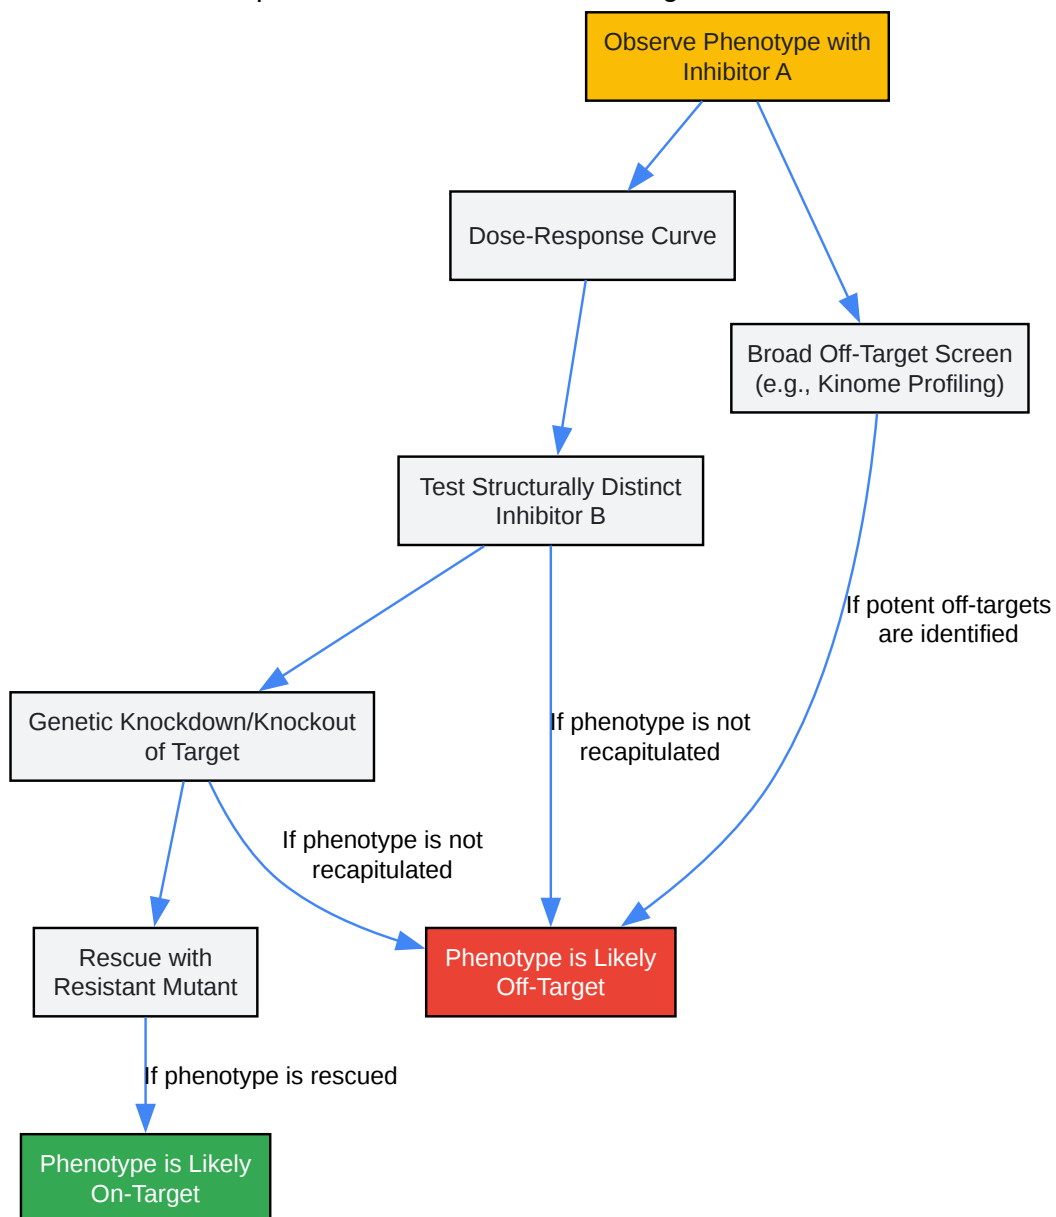 Observe Phenotype with
Inhibitor A
Dose-Response Curve
Broad Off-Target Screen
(e.g., Kinome Profiling)
Test Structurally Distinct
Inhibitor B
If potent off-targets
are identified
Genetic Knockdown/Knockout
of Target
If phenotype is not
recapitulated
If phenotype is not
recapitulated
Rescue with
Resistant Mutant
Phenotype is Likely
Off-Target
If phenotype is rescued
Phenotype is Likely
On-Target